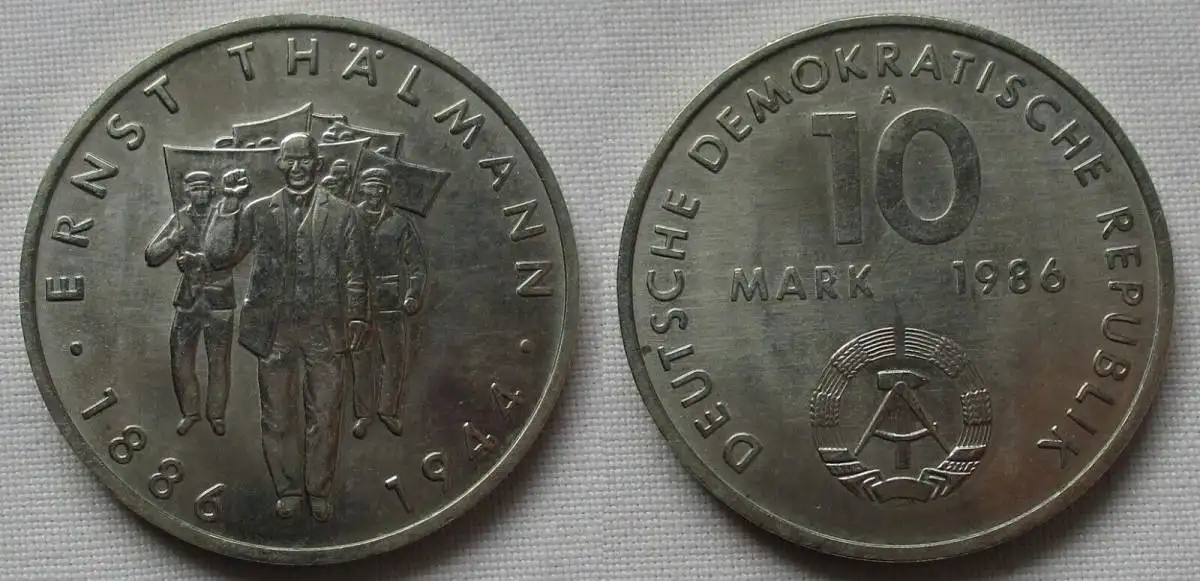 · ERNST THÄLMANN ·
1886 1944
DEUTSCHE DEMOKRATISCHE REPUBLIK
A
10
MARK 1986